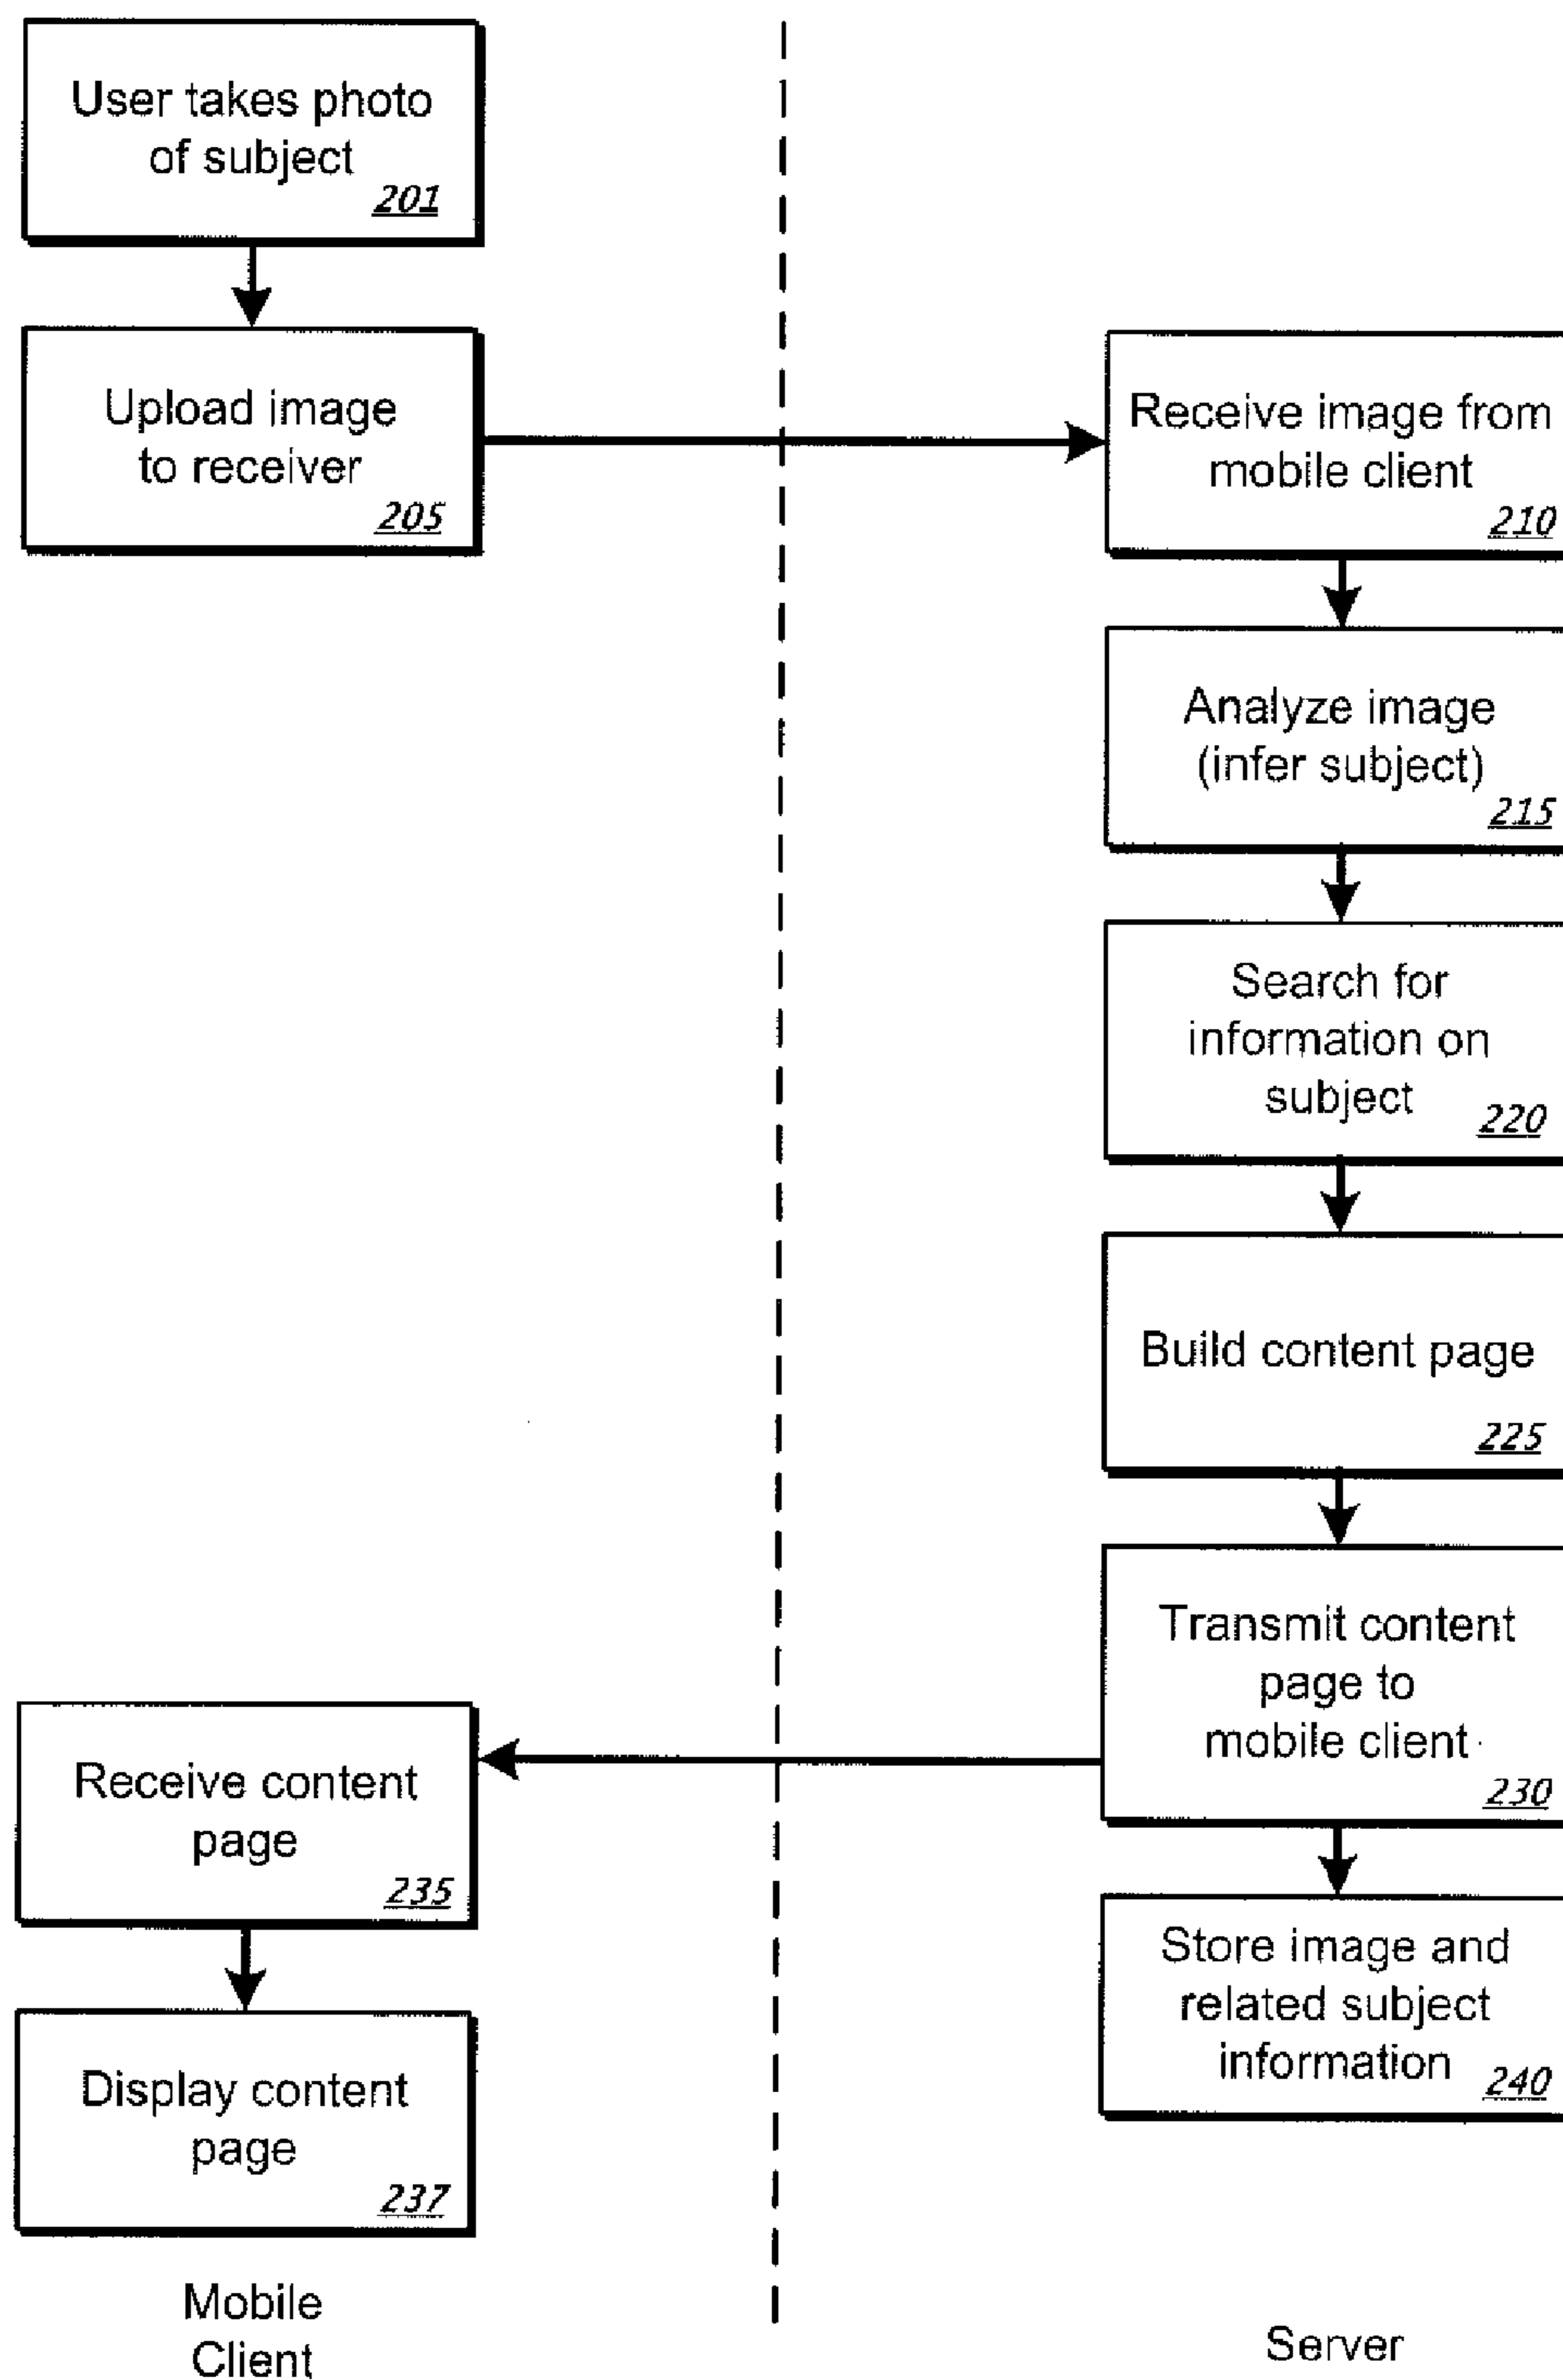 User takes photo
of subject
201
Upload image
to receiver
205
Receive image from
mobile client
210
Analyze image
(infer subject)
215
Search for
information on
subject
220
Build content page
225
Transmit content
page to
mobile client
230
Receive content
page
235
Store image and
related subject
information
240
Display content
page
237
Mobile
Client
Server